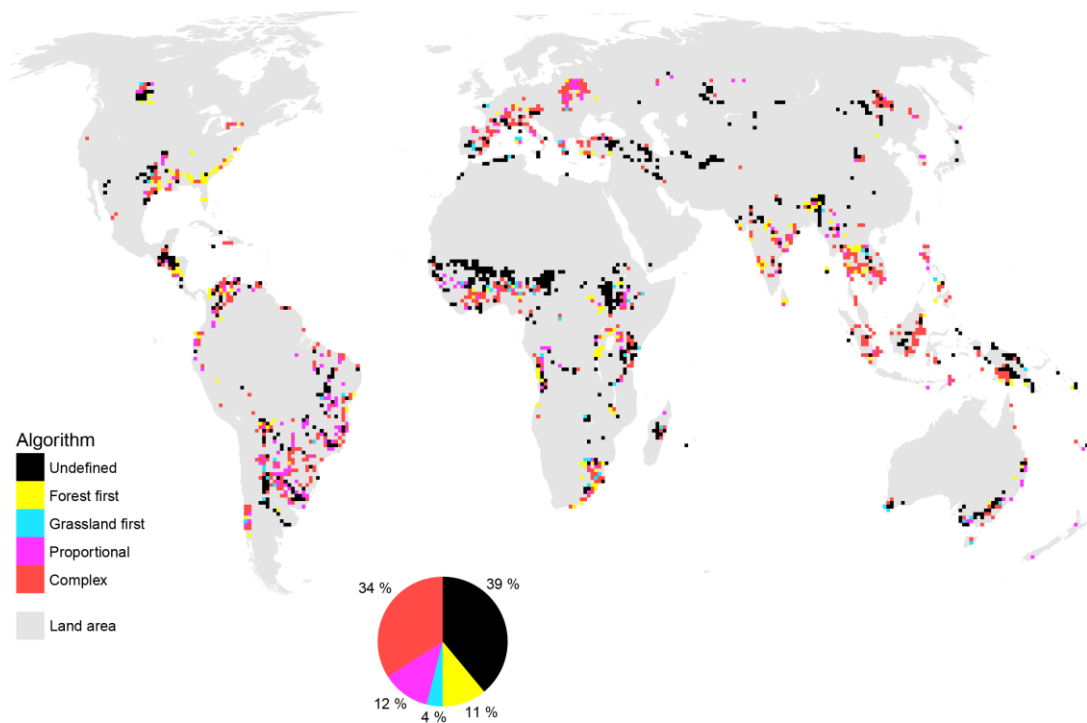 Algorithm
Undefined
Forest first
Grassland first
Proportional
Complex
Land area
34 %
39 %
12 %
4 %
11 %